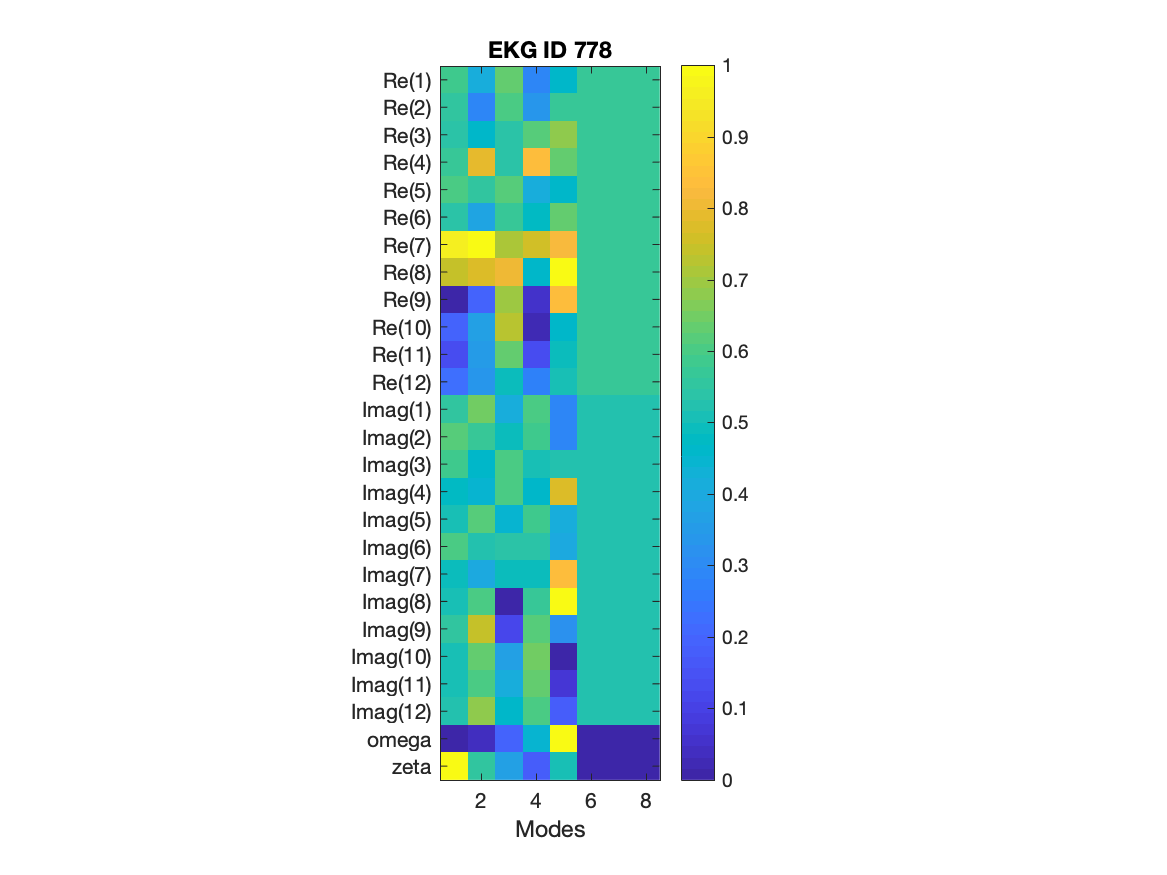 EKG ID 778
Re(1)
Re(2)
Re(3)
Re(4)
Re(5)
Re(6)
Re(7)
Re(8)
Re(9)
Re(10)
Re(11)
Re(12)
Imag(1)
Imag(2)
Imag(3)
Imag(4)
Imag(5)
Imag(6)
Imag(7)
Imag(8)
Imag(9)
Imag(10)
Imag(11)
Imag(12)
omega
zeta
2 4 6 8
Modes
1
0.9
0.8
0.7
0.6
0.5
0.4
0.3
0.2
0.1
0